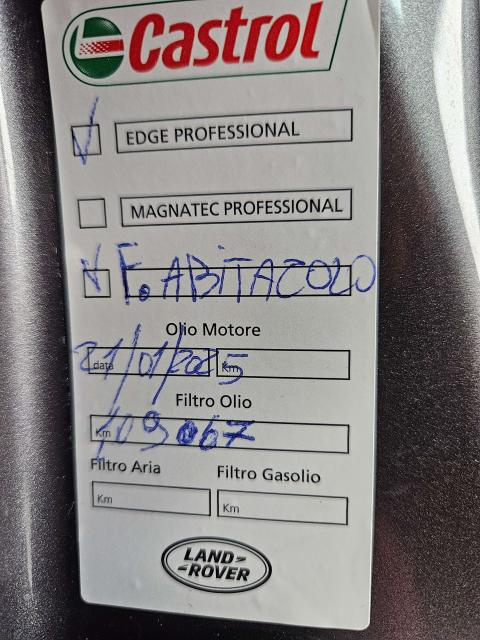 Castrol
EDGE PROFESSIONAL
MAGNATEC PROFESSIONAL
F. ABITACOLO
Olio Motore
data 21/01/2025 Km
Filtro Olio
Km 109067
Filtro Aria Filtro Gasolio
Km Km
LAND-
-ROVER